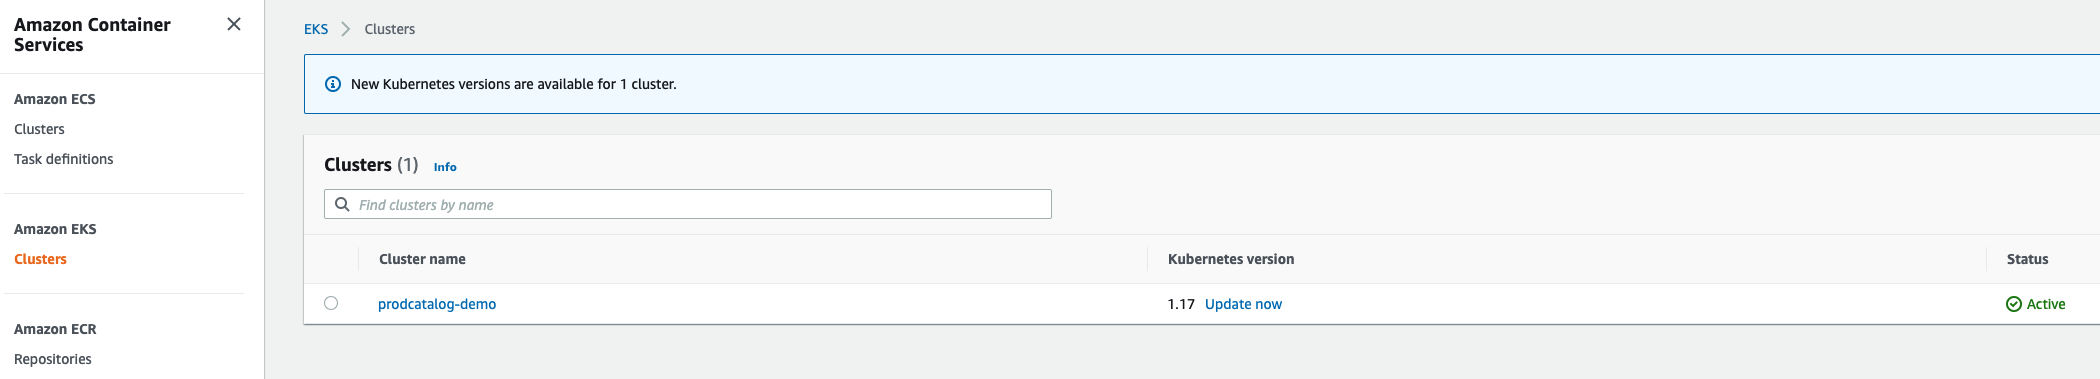 Amazon Container
Services
Amazon ECS
Clusters
Task definitions
Amazon EKS
Clusters
Amazon ECR
Repositories
EKS Clusters
New Kubernetes versions are available for 1 cluster.
Clusters (1) Info
Find clusters by name
Cluster name Kubernetes version Status
prodcatalog-demo 1.17 Update now Active